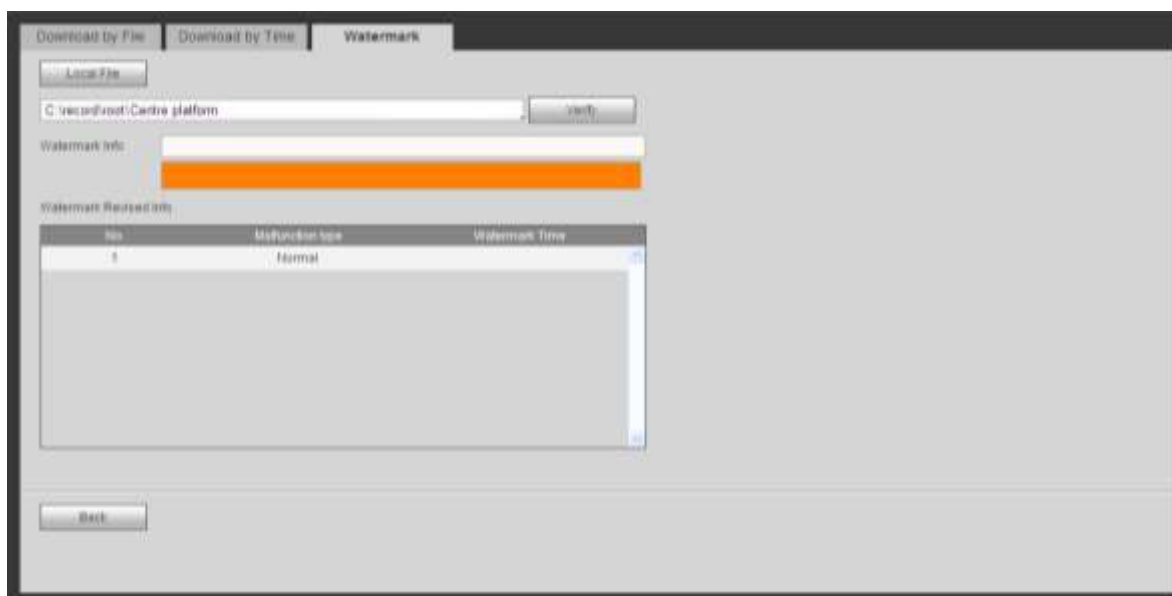 Download by File Download by Time Watermark
Local File
C:\record\root\Centre platform Verify
Watermark Info
Watermark Revised Info
No. Malfunction type Watermark Time
1 Normal
Back